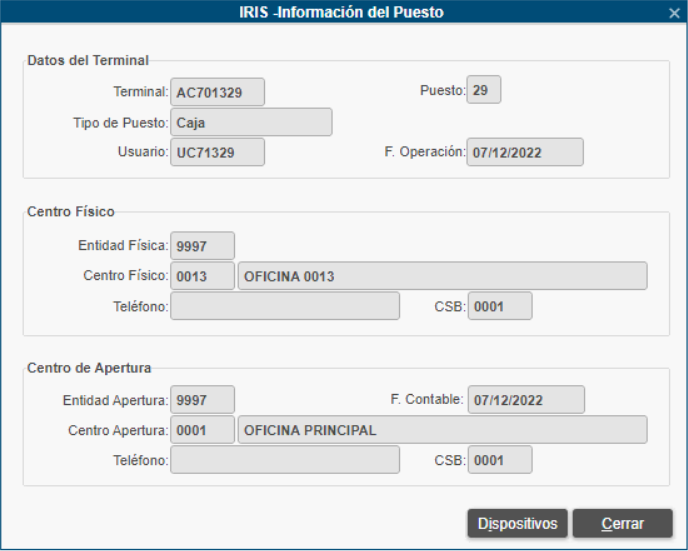 IRIS -Información del Puesto
Datos del Terminal
Terminal: AC701329 Puesto: 29
Tipo de Puesto: Caja
Usuario: UC71329 F. Operación: 07/12/2022
Centro Físico
Entidad Física: 9997
Centro Físico: 0013 OFICINA 0013
Teléfono: CSB: 0001
Centro de Apertura
Entidad Apertura: 9997 F. Contable: 07/12/2022
Centro Apertura: 0001 OFICINA PRINCIPAL
Teléfono: CSB: 0001
Dispositivos Cerrar